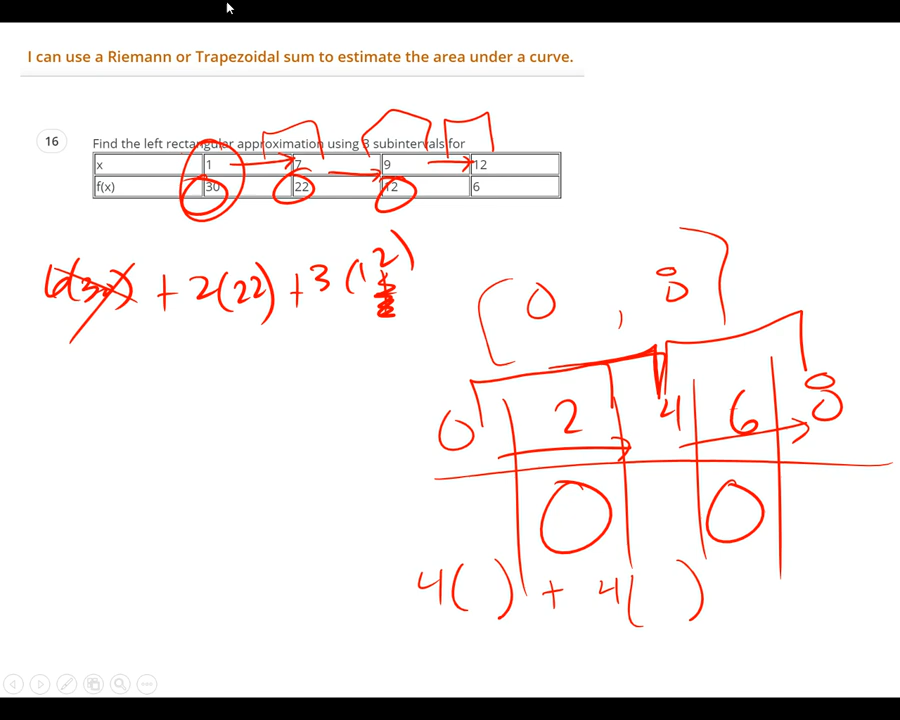 I can use a Riemann or Trapezoidal sum to estimate the area under a curve.
16 Find the left rectangular approximation using 3 subintervals for
x 1 7 9 12
f(x) 30 22 12 6
6(30) + 2(22) + 3(12)
[0, 8]
0 2 4 6 8
4( ) + 4( )